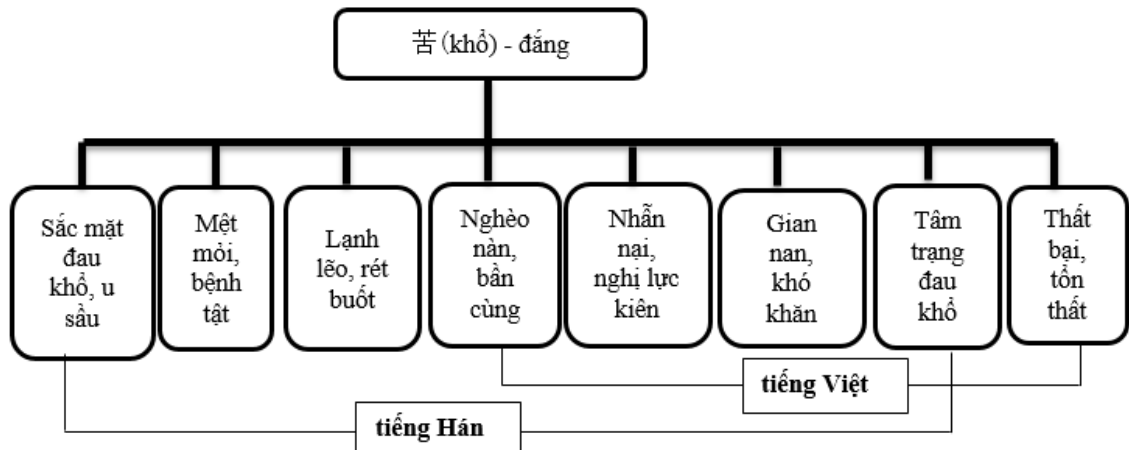 苦(khổ) - đắng
Sắc mặt
đau
khổ, u
sầu
Mệt
mỏi,
bệnh
tật
Lạnh
lẽo, rét
buốt
Nghèo
nàn,
bần
cùng
Nhẫn
nại,
nghị lực
kiên
Gian
nan,
khó
khăn
Tâm
trạng
đau
khổ
Thất
bại,
tổn
thất
tiếng Việt
tiếng Hán